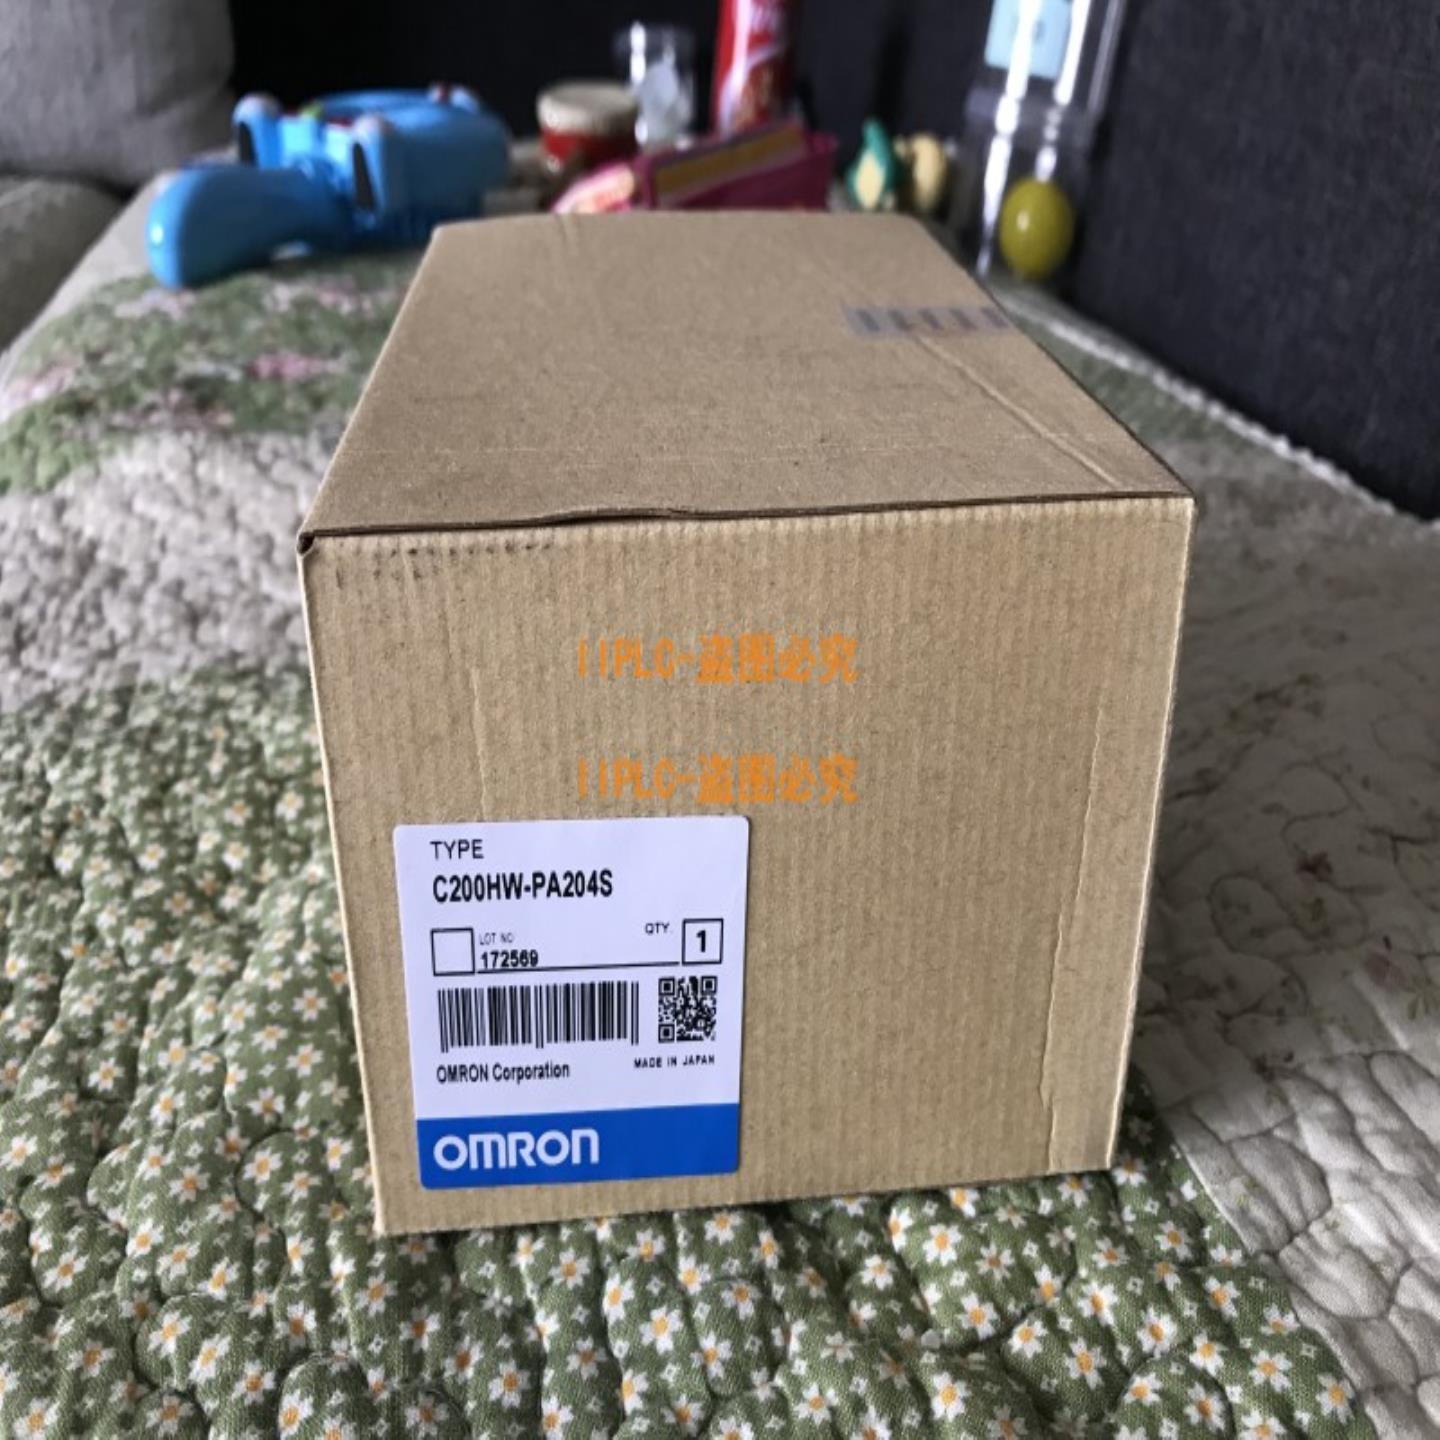 IIPLC-盗图必究
IIPLC-盗图必究
TYPE
C200HW-PA204S
LOT NO
QTY.
1
172569
OMRON Corporation
MADE IN JAPAN
OMRON